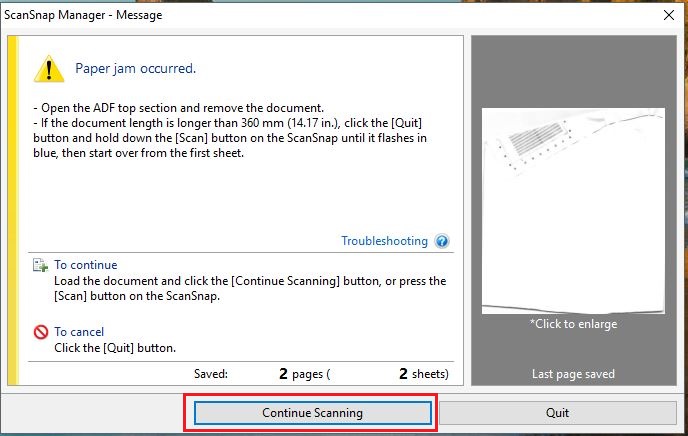 ScanSnap Manager - Message
Paper jam occurred.
- Open the ADF top section and remove the document.
- If the document length is longer than 360 mm (14.17 in.), click the [Quit]
button and hold down the [Scan] button on the ScanSnap until it flashes in
blue, then start over from the first sheet.
Troubleshooting
To continue
Load the document and click the [Continue Scanning] button, or press the
[Scan] button on the ScanSnap.
To cancel
Click the [Quit] button.
Saved: 2 pages ( 2 sheets)
*Click to enlarge
Last page saved
Continue Scanning
Quit